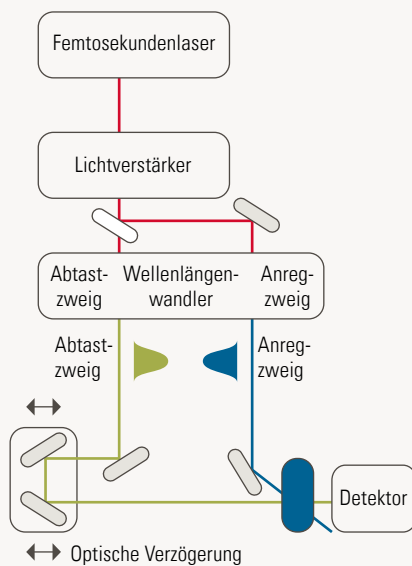 Femtosekundenlaser
Lichtverstärker
Abtast-
zweig
Wellenlängen-
wandler
Anreg-
zweig
Abtast-
zweig
Anreg-
zweig
Detektor
Optische Verzögerung